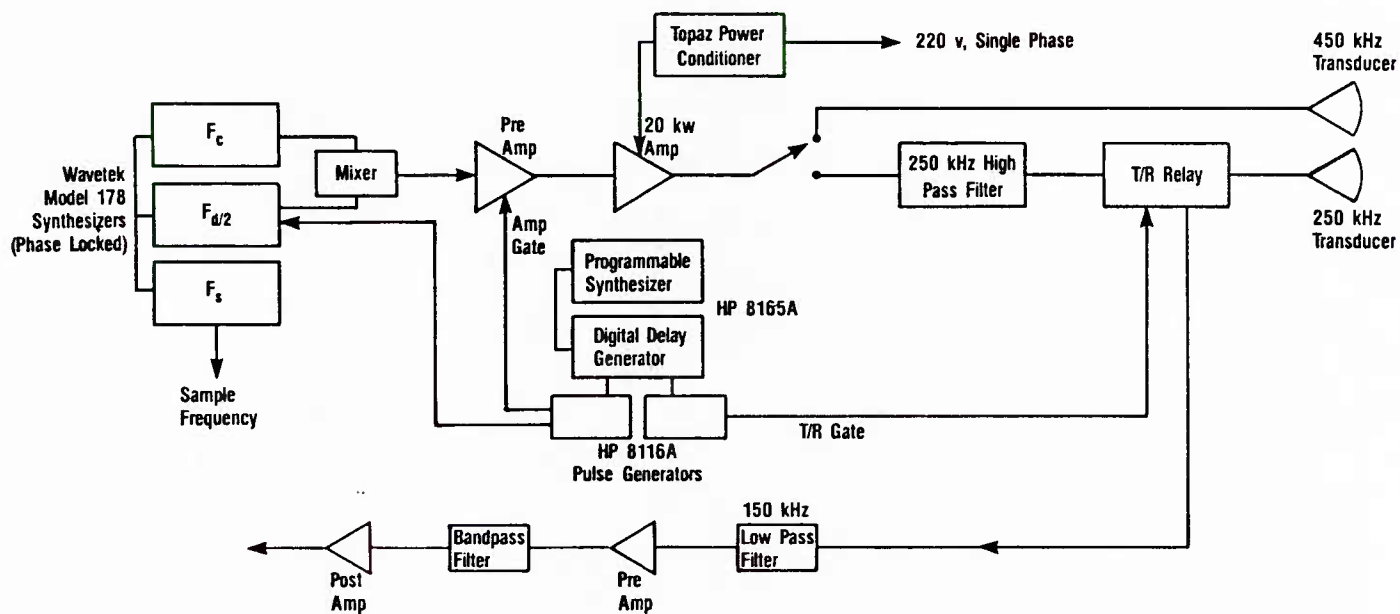 Topaz Power
Conditioner
220 v, Single Phase
450 kHz
Transducer
Wavetek
Model 178
Synthesizers
(Phase Locked)
F_c
F_d/2
F_s
Mixer
Pre
Amp
20 kw
Amp
250 kHz High
Pass Filter
T/R Relay
250 kHz
Transducer
Amp
Gate
Programmable
Synthesizer
HP 8165A
Digital Delay
Generator
Sample
Frequency
T/R Gate
HP 8116A
Pulse Generators
Post
Amp
Bandpass
Filter
Pre
Amp
150 kHz
Low Pass
Filter